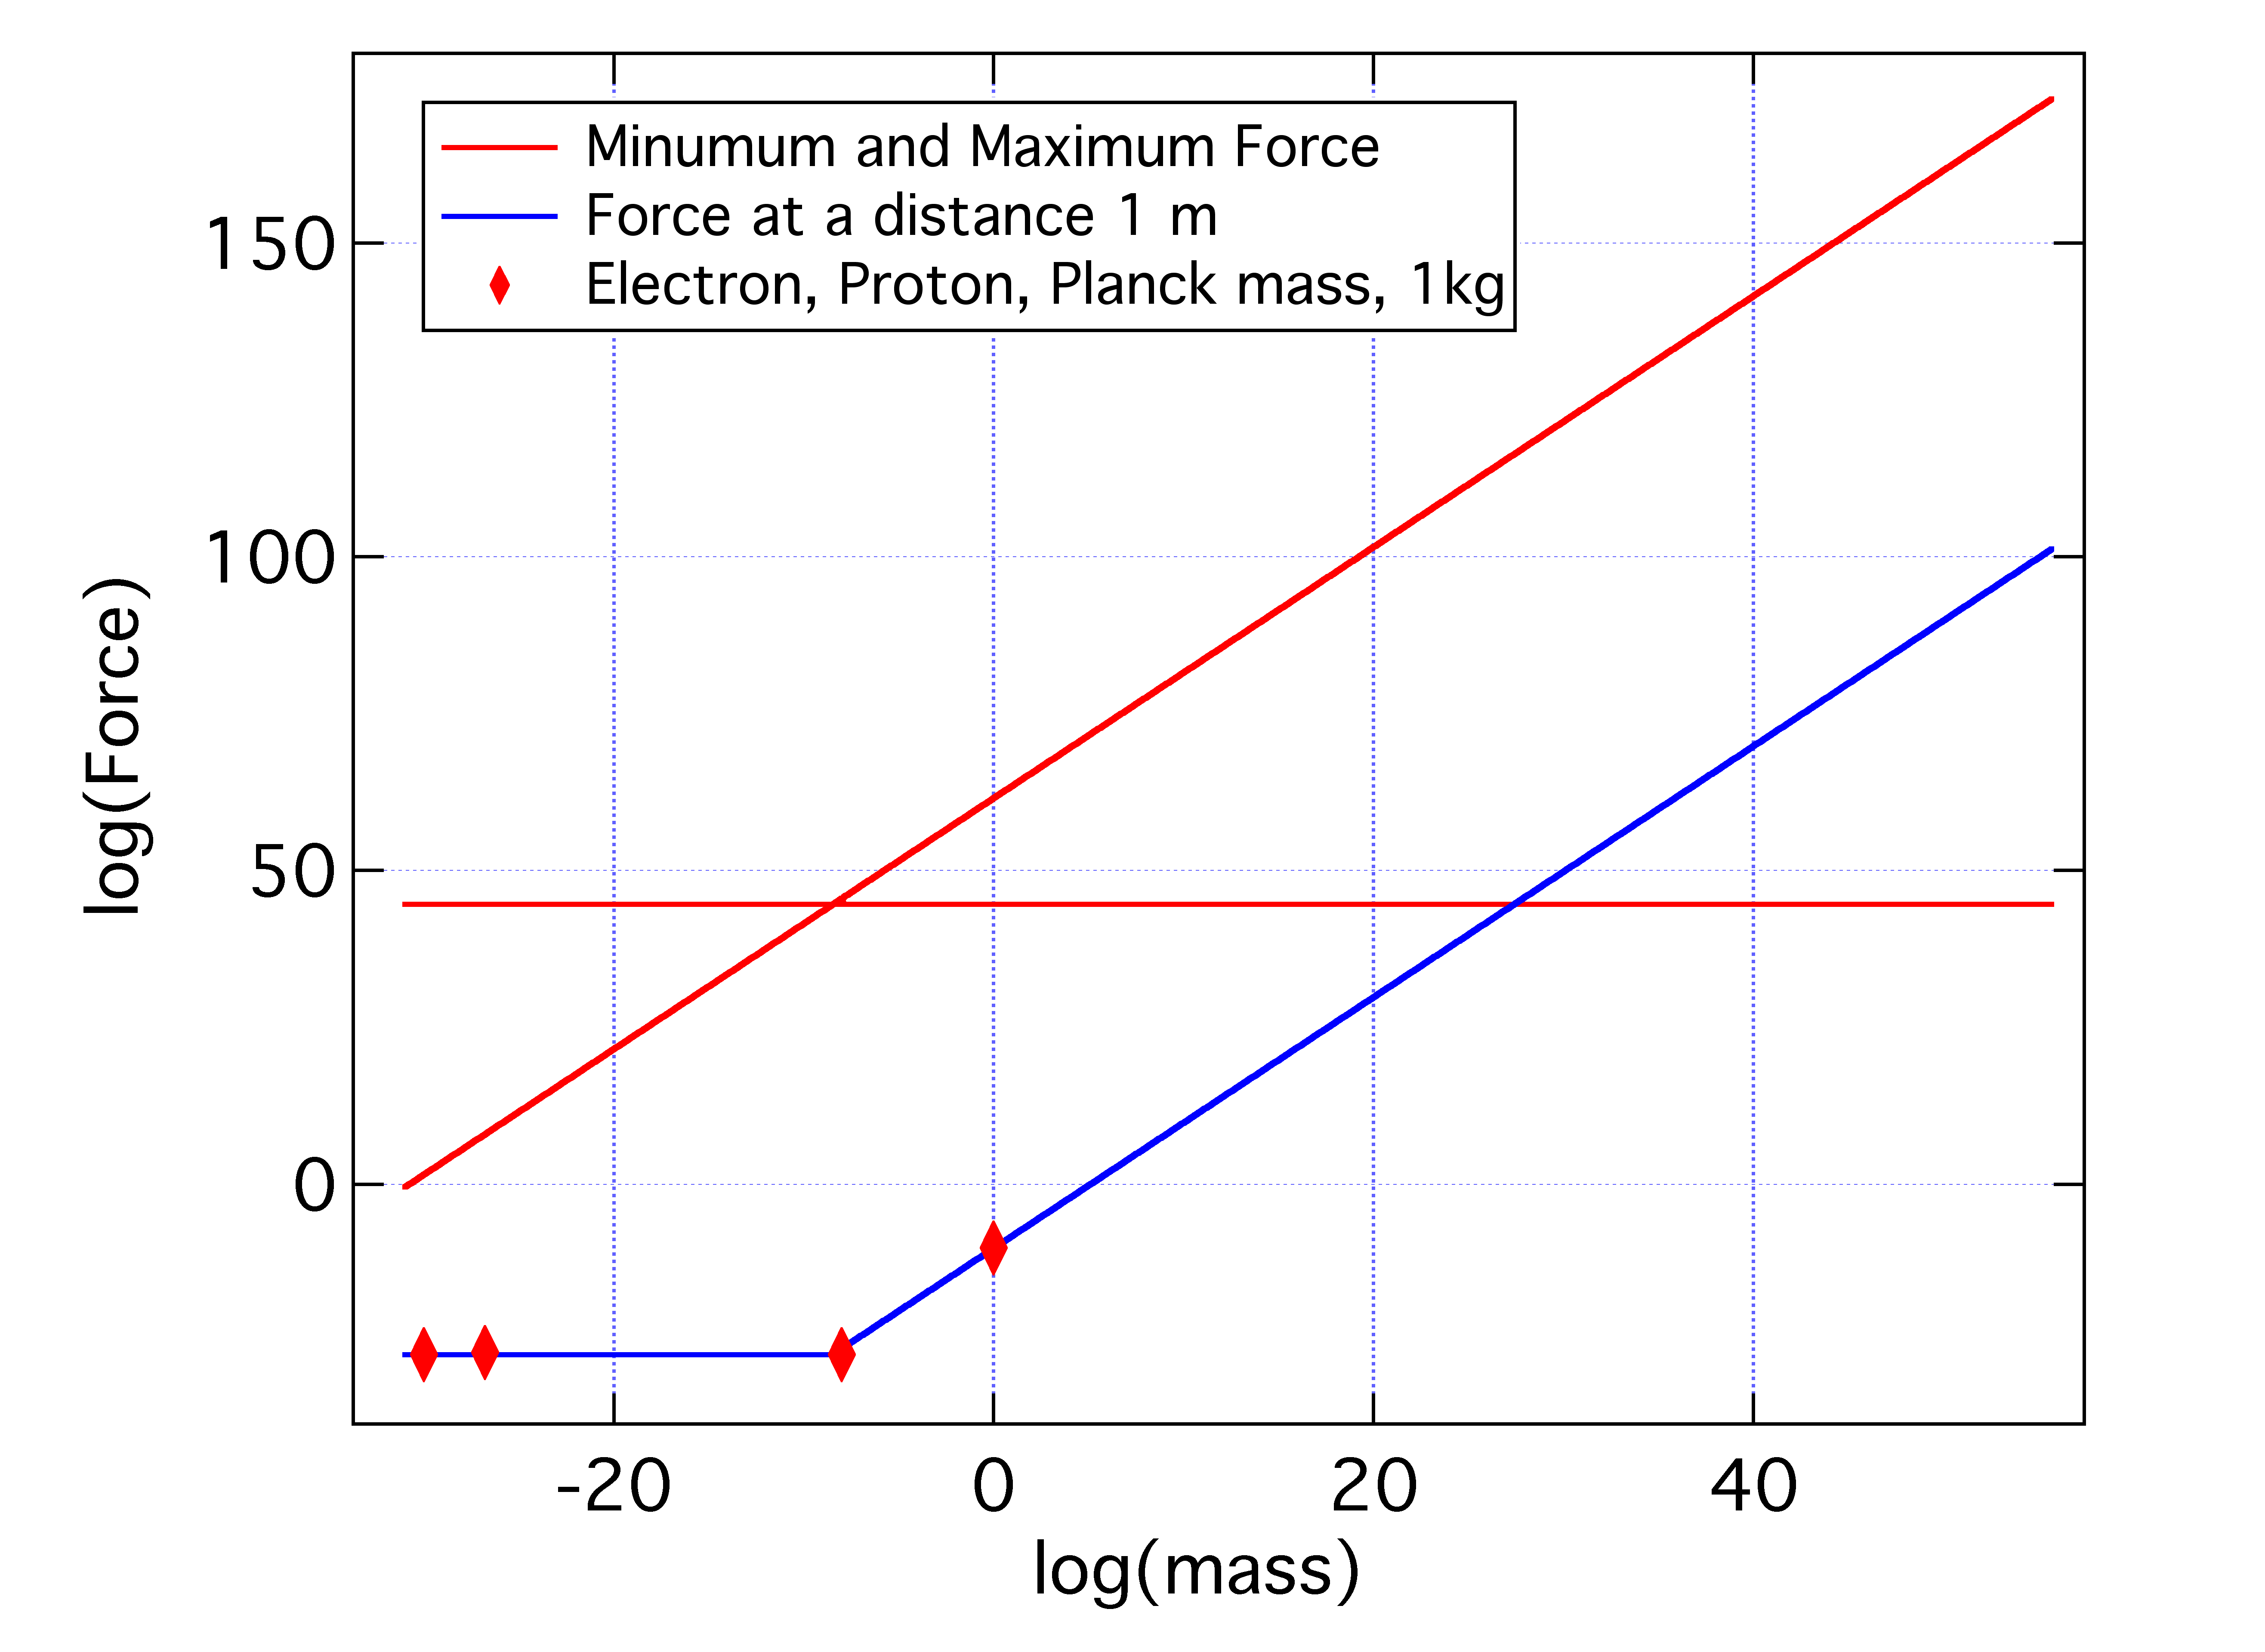 Minumum and Maximum Force
Force at a distance 1 m
Electron, Proton, Planck mass, 1kg
150
100
50
0
log(Force)
-20 0 20 40
log(mass)